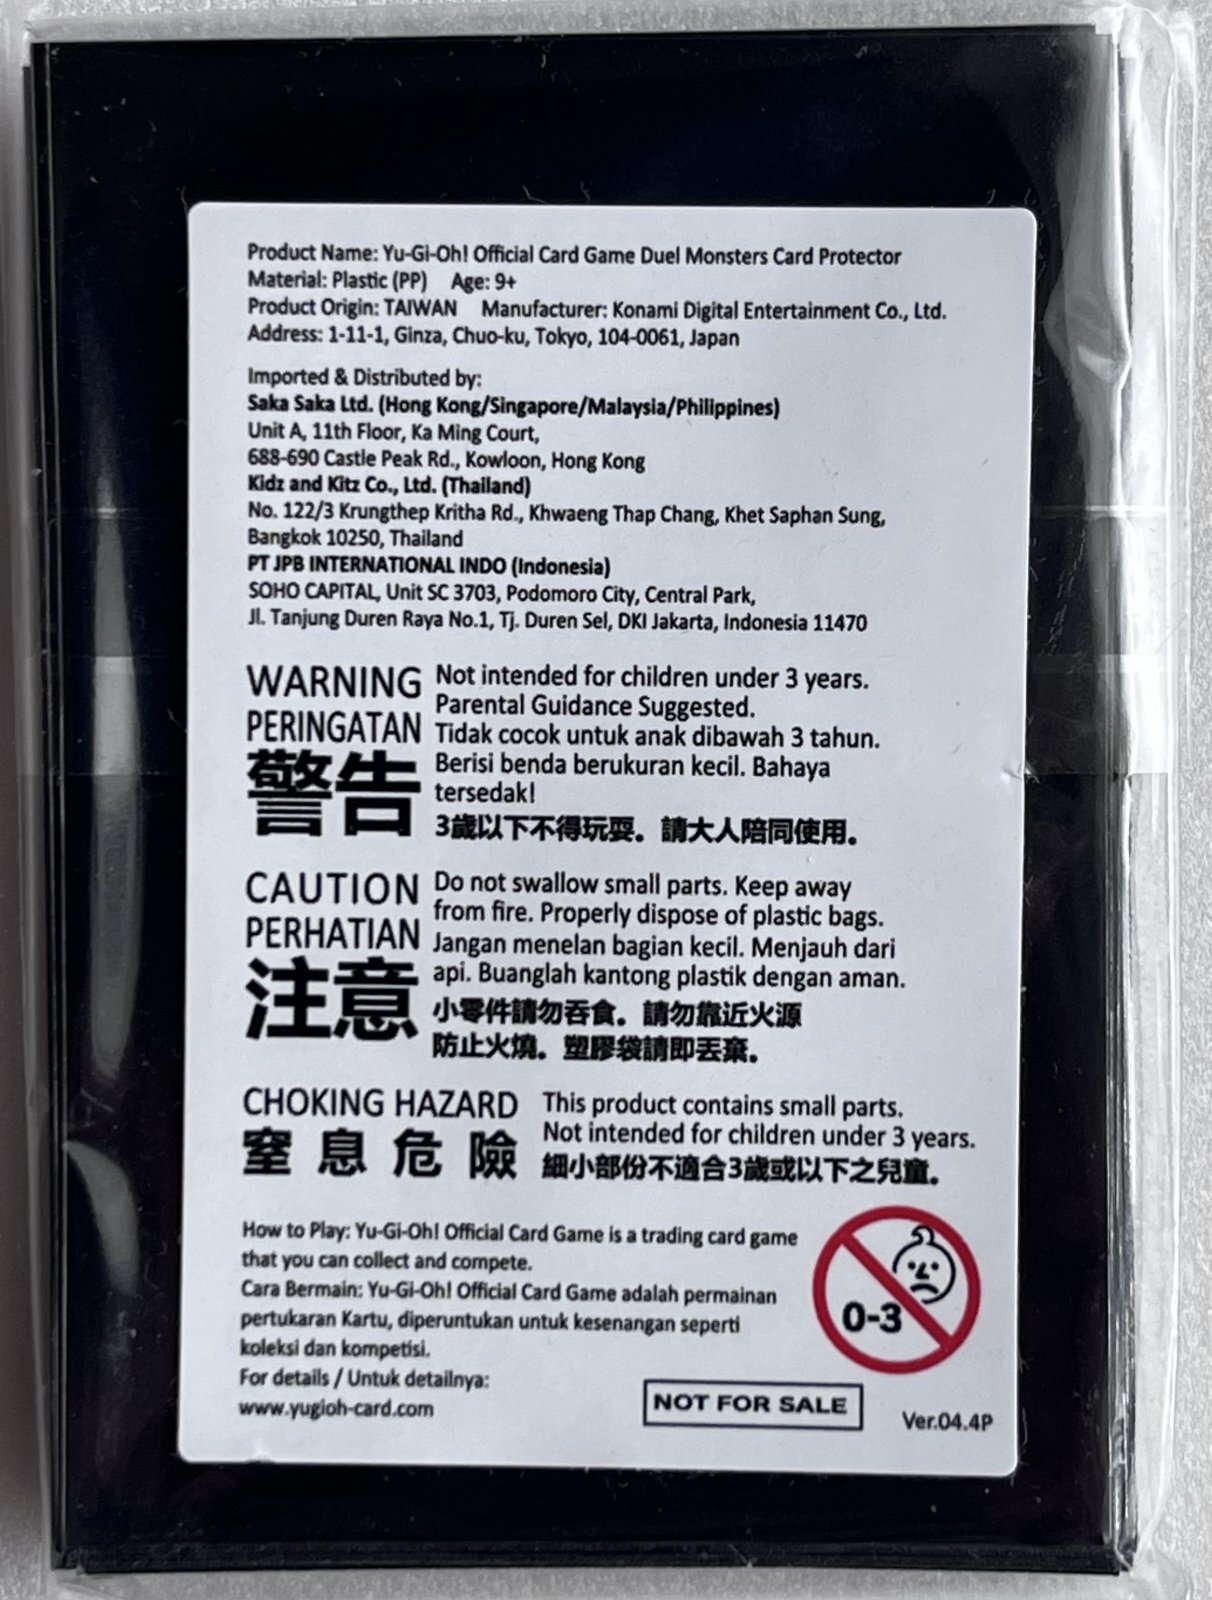 Product Name: Yu-Gi-Oh! Official Card Game Duel Monsters Card Protector
Material: Plastic (PP) Age: 9+
Product Origin: TAIWAN Manufacturer: Konami Digital Entertainment Co., Ltd.
Address: 1-11-1, Ginza, Chuo-ku, Tokyo, 104-0061, Japan
Imported & Distributed by:
Saka Saka Ltd. (Hong Kong/Singapore/Malaysia/Philippines)
Unit A, 11th Floor, Ka Ming Court,
688-690 Castle Peak Rd., Kowloon, Hong Kong
Kidz and Kitz Co., Ltd. (Thailand)
No. 122/3 Krungthep Kritha Rd., Khwaeng Thap Chang, Khet Saphan Sung,
Bangkok 10250, Thailand
PT JPB INTERNATIONAL INDO (Indonesia)
SOHO CAPITAL, Unit SC 3703, Podomoro City, Central Park,
Jl. Tanjung Duren Raya No.1, Tj. Duren Sel, DKI Jakarta, Indonesia 11470
WARNING
PERINGATAN
警告
Not intended for children under 3 years.
Parental Guidance Suggested.
Tidak cocok untuk anak dibawah 3 tahun.
Berisi benda berukuran kecil. Bahaya
tersedak!
3歲以下不得玩耍。請大人陪同使用。
CAUTION
PERHATIAN
注意
Do not swallow small parts. Keep away
from fire. Properly dispose of plastic bags.
Jangan menelan bagian kecil. Menjauh dari
api. Buanglah kantong plastik dengan aman.
小零件請勿吞食。請勿靠近火源
防止火燒。塑膠袋請即丟棄。
CHOKING HAZARD
窒息危險
This product contains small parts.
Not intended for children under 3 years.
細小部份不適合3歲或以下之兒童。
How to Play: Yu-Gi-Oh! Official Card Game is a trading card game
that you can collect and compete.
Cara Bermain: Yu-Gi-Oh! Official Card Game adalah permainan
pertukaran Kartu, diperuntukan untuk kesenangan seperti
koleksi dan kompetisi.
For details / Untuk detailnya:
www.yugioh-card.com
0-3
NOT FOR SALE
Ver.04.4P